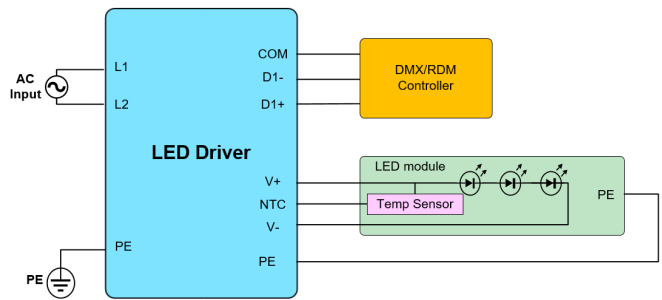 AC
Input
L1
L2
PE
PE
LED Driver
COM
D1-
D1+
V+
NTC
V-
PE
DMX/RDM
Controller
LED module
Temp Sensor
PE